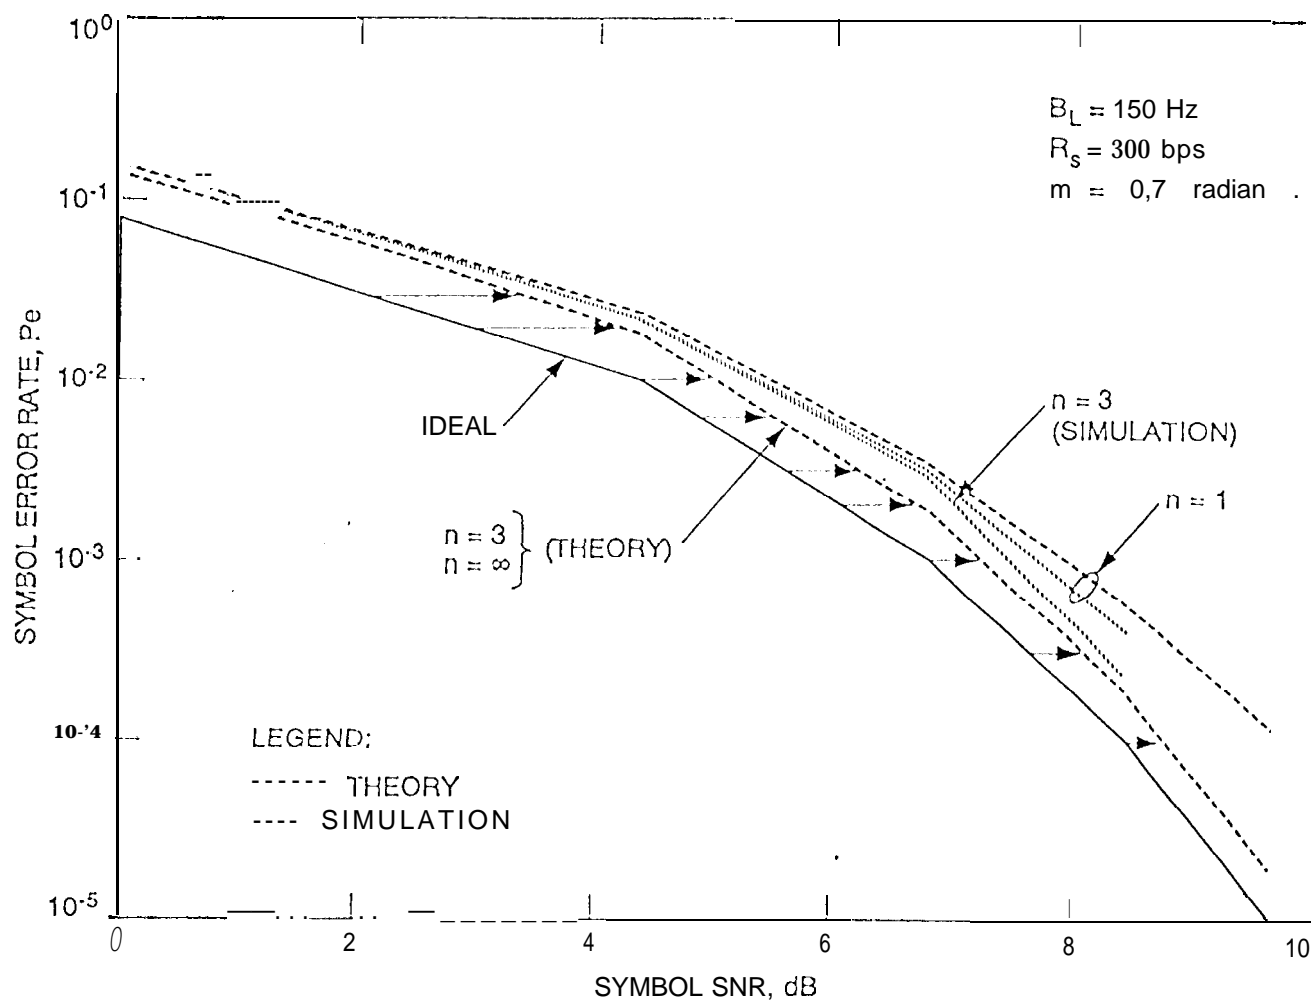 10^0
B_L = 150 Hz
R_s = 300 bps
m = 0,7 radian .
10^-1
10^-2
IDEAL
n = 3
(SIMULATION)
n = 1
n = 3
n = ∞
(THEORY)
10^-3
10^-4
LEGEND:
------- THEORY
---- SIMULATION
10^-5
0 2 4 6 8 10
SYMBOL SNR, dB
SYMBOL ERROR RATE, Pe